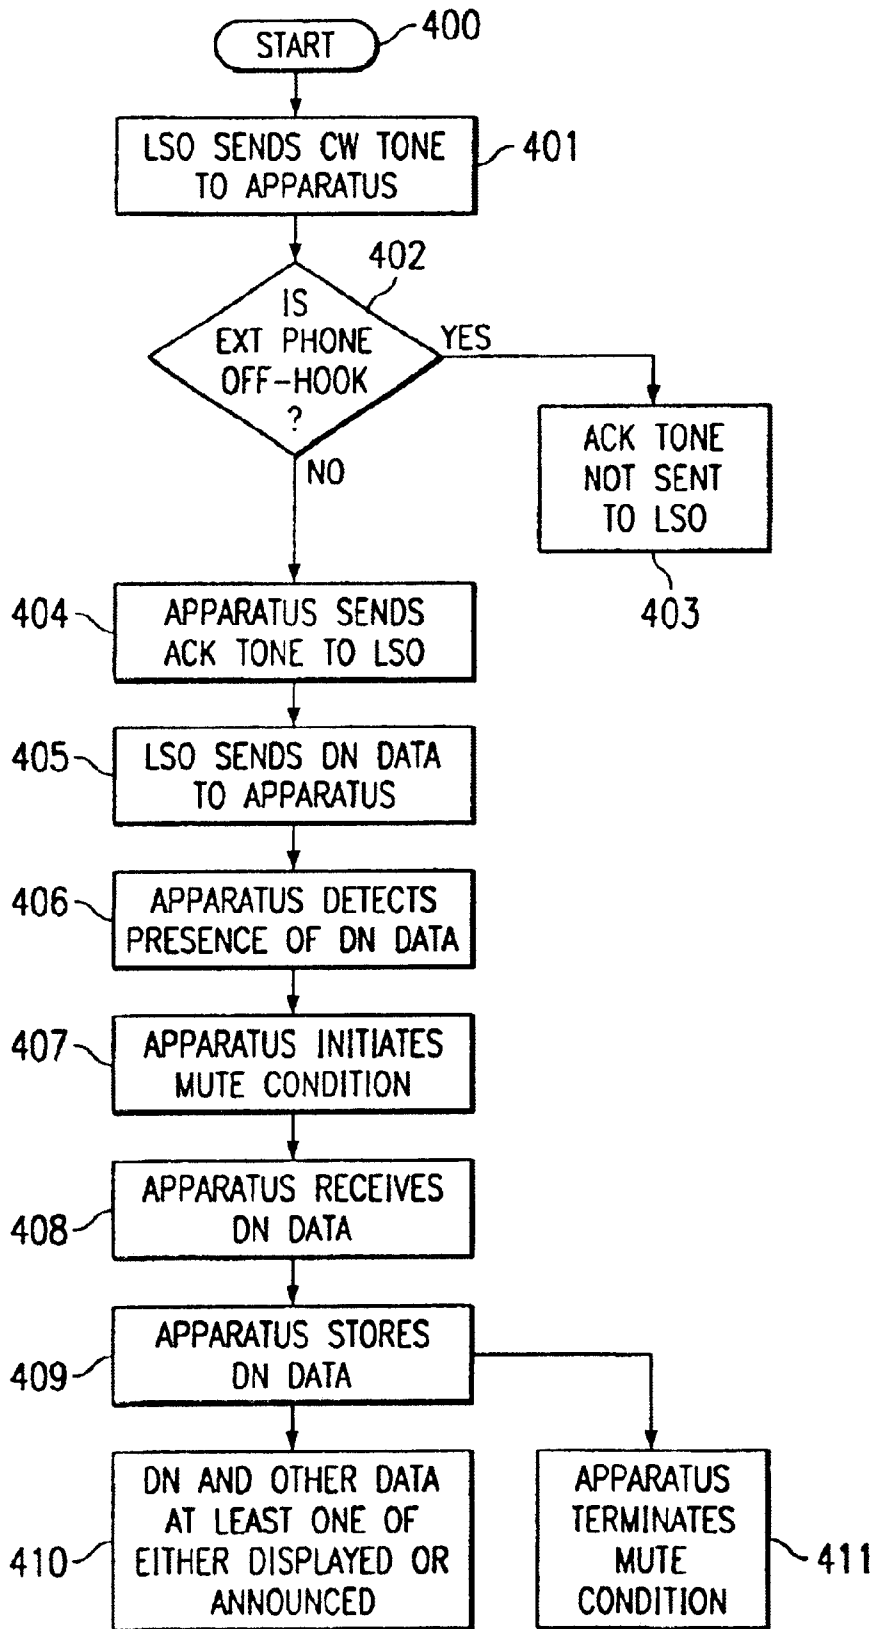 START
400
LSO SENDS CW TONE
TO APPARATUS
401
402
IS
EXT PHONE
OFF-HOOK
?
YES
NO
ACK TONE
NOT SENT
TO LSO
403
404
APPARATUS SENDS
ACK TONE TO LSO
405
LSO SENDS DN DATA
TO APPARATUS
406
APPARATUS DETECTS
PRESENCE OF DN DATA
407
APPARATUS INITIATES
MUTE CONDITION
408
APPARATUS RECEIVES
DN DATA
409
APPARATUS STORES
DN DATA
410
DN AND OTHER DATA
AT LEAST ONE OF
EITHER DISPLAYED OR
ANNOUNCED
APPARATUS
TERMINATES
MUTE
CONDITION
411